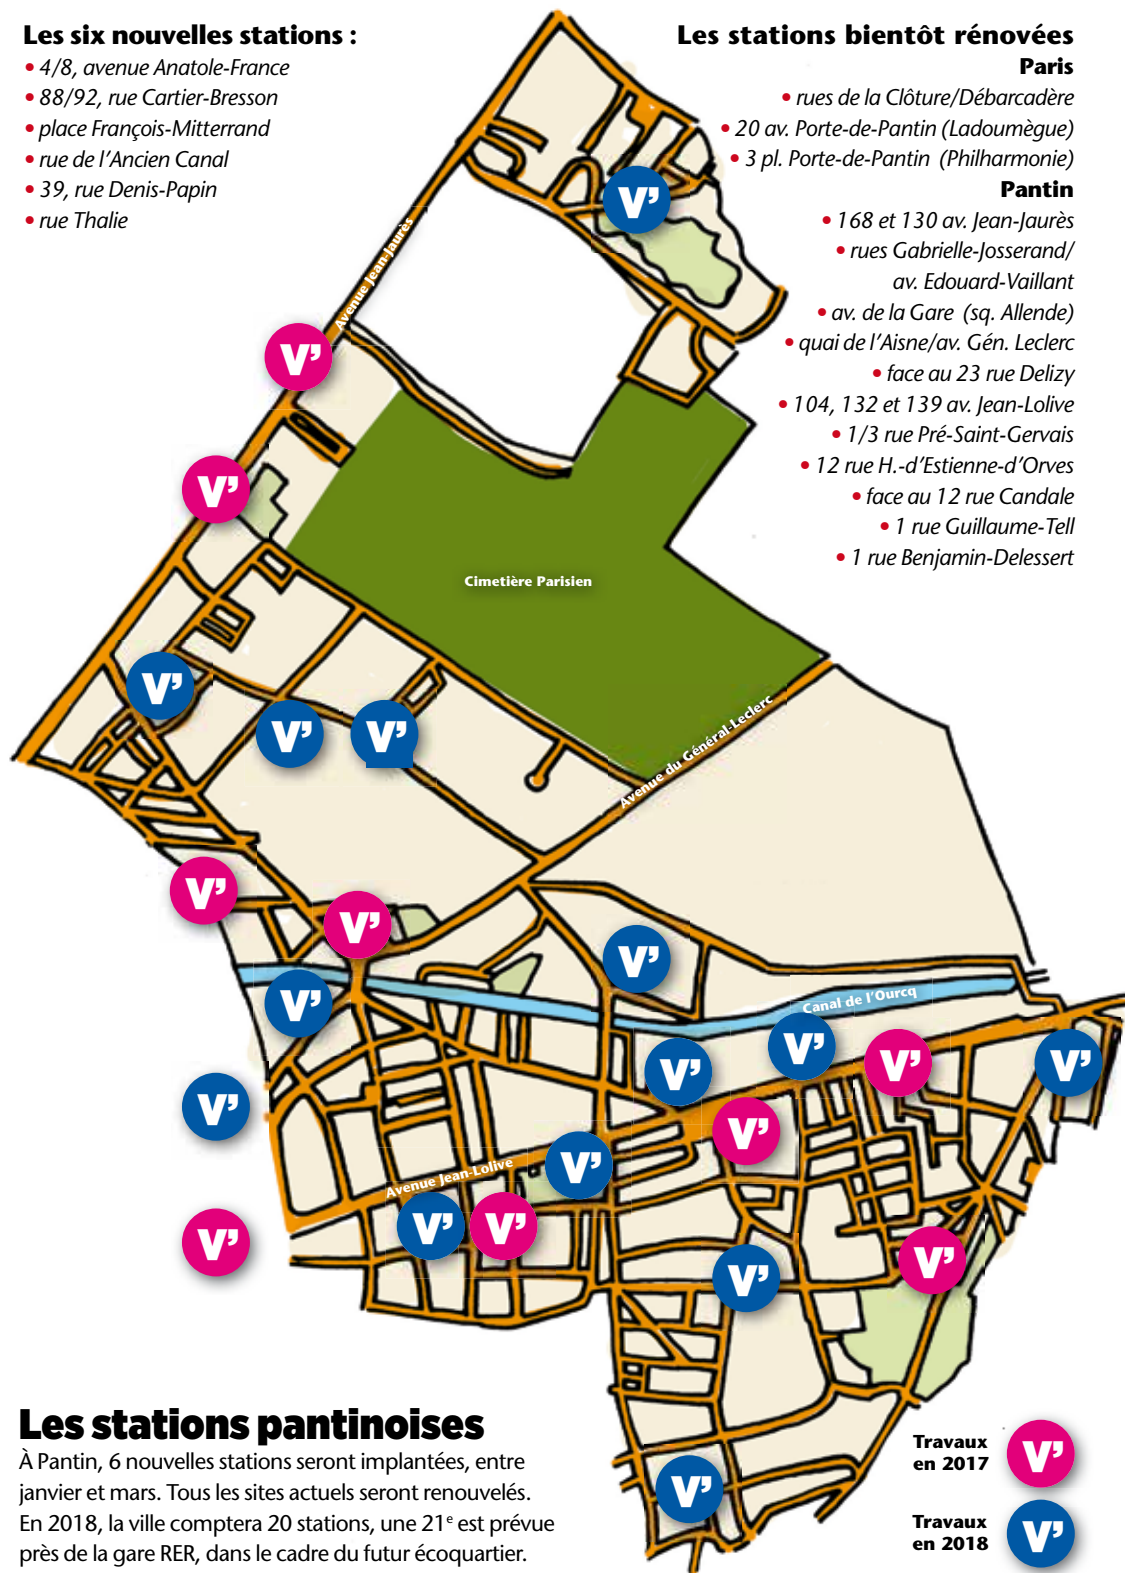 Les six nouvelles stations :
• 4/8, avenue Anatole-France
• 88/92, rue Cartier-Bresson
• place François-Mitterrand
• rue de l'Ancien Canal
• 39, rue Denis-Papin
• rue Thalie
Les stations bientôt rénovées
Paris
• rues de la Clôture/Débarcadère
• 20 av. Porte-de-Pantin (Ladoumègue)
• 3 pl. Porte-de-Pantin (Philharmonie)
Pantin
• 168 et 130 av. Jean-Jaurès
• rues Gabrielle-Josserand/
av. Edouard-Vaillant
• av. de la Gare (sq. Allende)
• quai de l'Aisne/av. Gén. Leclerc
• face au 23 rue Delizy
• 104, 132 et 139 av. Jean-Lolive
• 1/3 rue Pré-Saint-Gervais
• 12 rue H.-d'Estienne-d'Orves
• face au 12 rue Candale
• 1 rue Guillaume-Tell
• 1 rue Benjamin-Delessert
V'
Avenue Jean-Jaurès
V'
V'
Cimetière Parisien
V'
V'
V'
Avenue du Général-Leclerc
V'
V'
V'
V'
Canal de l'Ourcq
V'
V'
V'
V'
V'
V'
V'
Avenue Jean-Lolive
V'
V'
V'
V'
V'
V'
Les stations pantinoises
À Pantin, 6 nouvelles stations seront implantées, entre
janvier et mars. Tous les sites actuels seront renouvelés.
En 2018, la ville comptera 20 stations, une 21e est prévue
près de la gare RER, dans le cadre du futur écoquartier.
V'
Travaux
en 2017
V'
Travaux
en 2018
V'